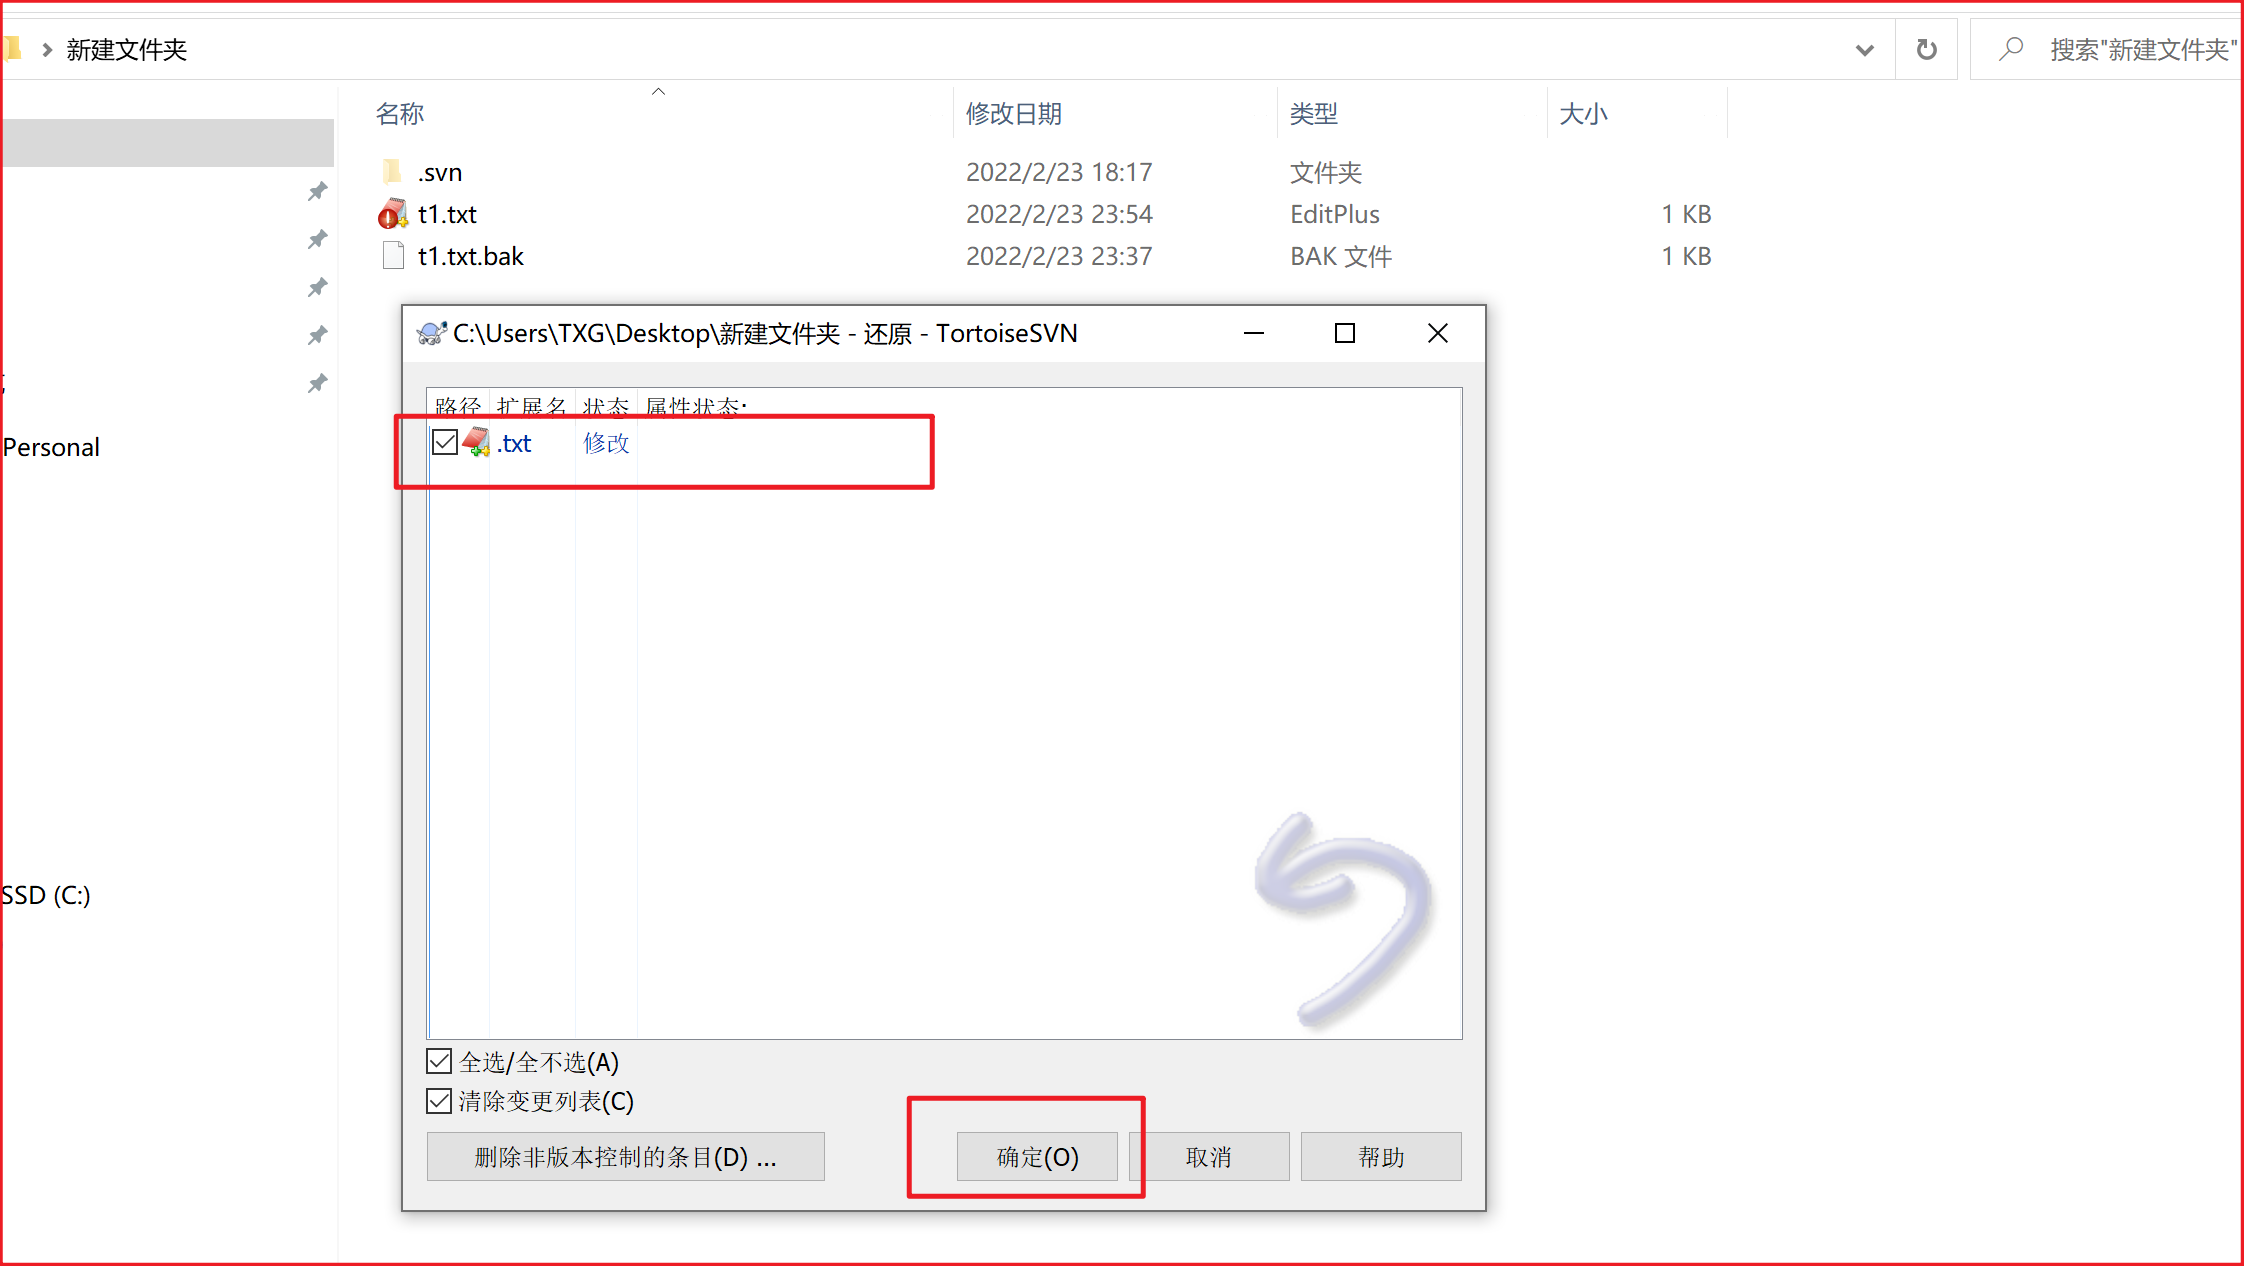 新建文件夹
搜索"新建文件夹"
名称 修改日期 类型 大小
.svn 2022/2/23 18:17 文件夹
t1.txt 2022/2/23 23:54 EditPlus 1 KB
t1.txt.bak 2022/2/23 23:37 BAK 文件 1 KB
C:\Users\TXG\Desktop\新建文件夹 - 还原 - TortoiseSVN
路径 扩展名 状态 属性状态:
.txt 修改
Personal
SSD (C:)
全选/全不选(A)
清除变更列表(C)
删除非版本控制的条目(D) ... 确定(O) 取消 帮助